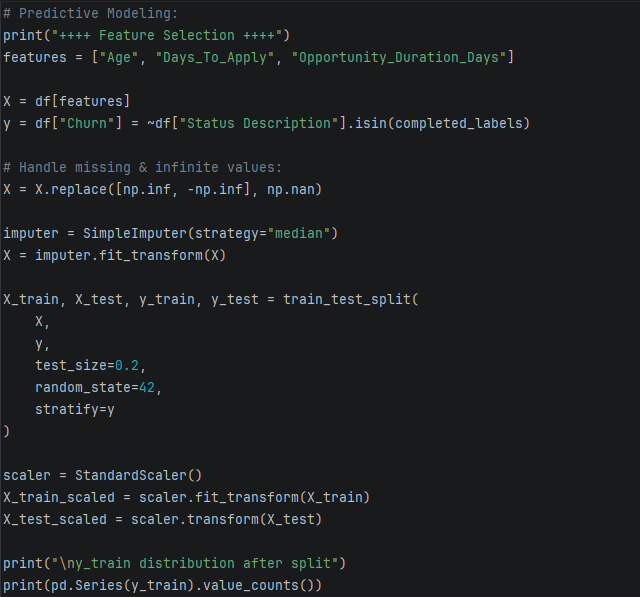 # Predictive Modeling:
print("++++ Feature Selection ++++")
features = ["Age", "Days_To_Apply", "Opportunity_Duration_Days"]
X = df[features]
y = df["Churn"] = ~df["Status Description"].isin(completed_labels)
# Handle missing & infinite values:
X = X.replace([np.inf, -np.inf], np.nan)
imputer = SimpleImputer(strategy="median")
X = imputer.fit_transform(X)
X_train, X_test, y_train, y_test = train_test_split(
    X,
    y,
    test_size=0.2,
    random_state=42,
    stratify=y
)
scaler = StandardScaler()
X_train_scaled = scaler.fit_transform(X_train)
X_test_scaled = scaler.transform(X_test)
print("\ny_train distribution after split")
print(pd.Series(y_train).value_counts())